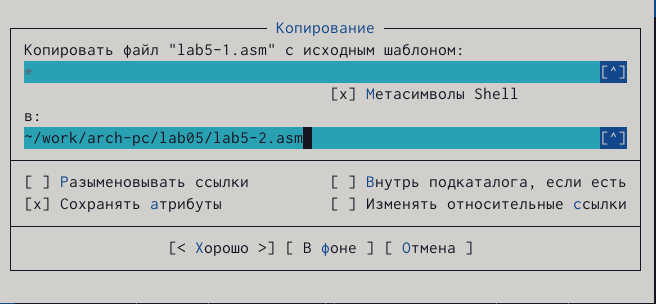 Копирование
Копировать файл "lab5-1.asm" с исходным шаблоном:
* [^]
[x] Метасимволы Shell
в:
~/work/arch-pc/lab05/lab5-2.asm [^]
[ ] Разыменовывать ссылки [ ] Внутрь подкаталога, если есть
[x] Сохранять атрибуты [ ] Изменять относительные ссылки
[< Хорошо >] [ В фоне ] [ Отмена ]